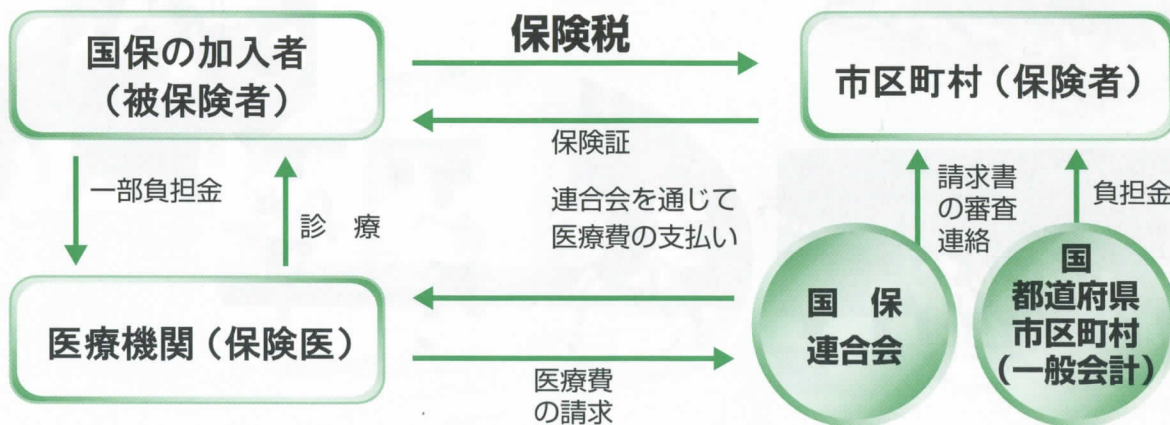 国保の加入者
（被保険者）
保険税
市区町村（保険者）
保険証
一部負担金
診　療
連合会を通じて
医療費の支払い
請求書
の審査
連絡
負担金
医療機関（保険医）
国　保
連合会
国
都道府県
市区町村
（一般会計）
医療費
の請求